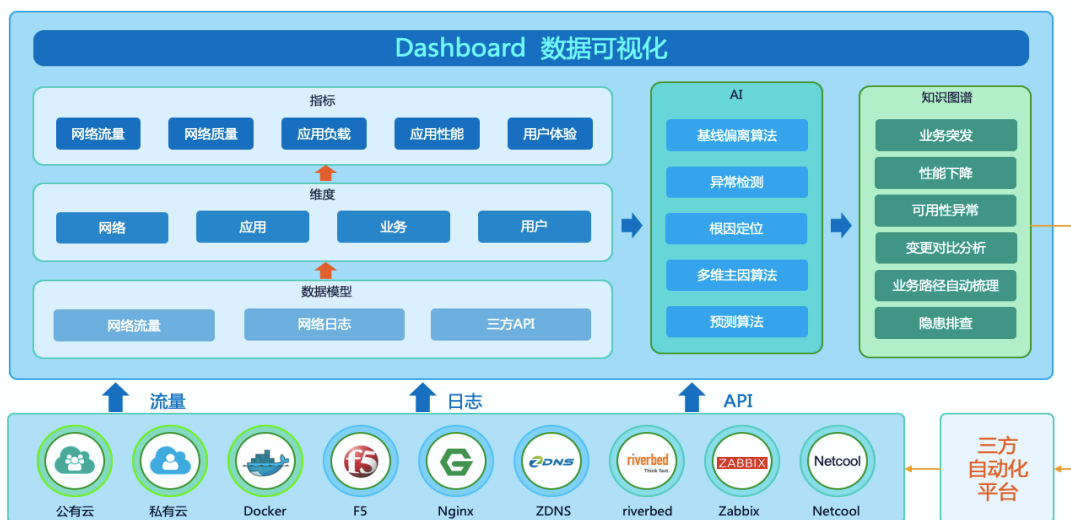 Dashboard 数据可视化
指标
网络流量
网络质量
应用负载
应用性能
用户体验
维度
网络
应用
业务
用户
数据模型
网络流量
网络日志
三方API
AI
基线偏离算法
异常检测
根因定位
多维主因算法
预测算法
知识图谱
业务突发
性能下降
可用性异常
变更对比分析
业务路径自动梳理
隐患排查
流量
日志
API
f5
ZDNS
riverbed
Think fast.
ZABBIX
Netcool
公有云
私有云
Docker
F5
Nginx
ZDNS
riverbed
Zabbix
Netcool
三方
自动化
平台